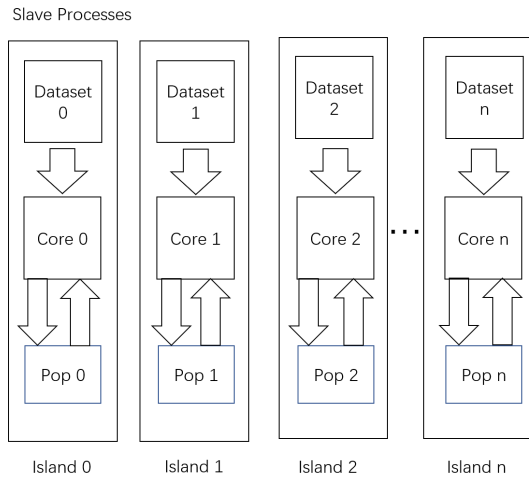 Slave Processes
Dataset
0
Dataset
1
Dataset
2
Dataset
n
Core 0
Core 1
Core 2
...
Core n
Pop 0
Pop 1
Pop 2
Pop n
Island 0
Island 1
Island 2
Island n